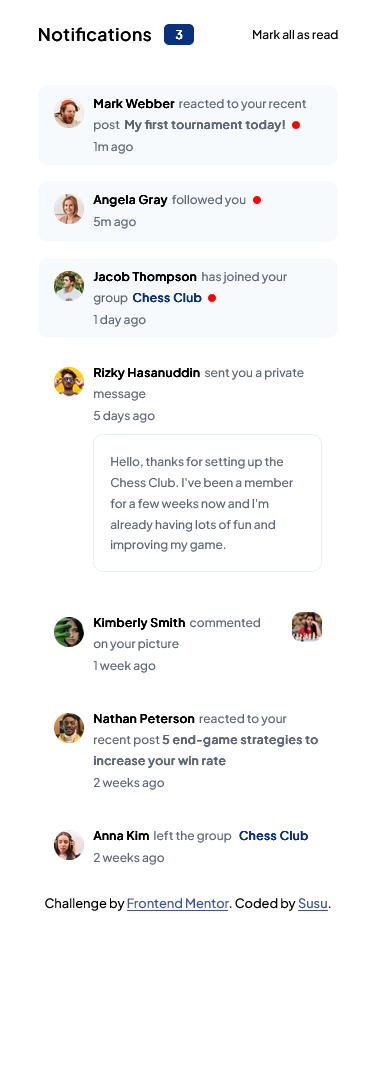 Notifications 3 Mark all as read
Mark Webber reacted to your recent
post My first tournament today!
1m ago
Angela Gray followed you
5m ago
Jacob Thompson has joined your
group Chess Club
1 day ago
Rizky Hasanuddin sent you a private
message
5 days ago
Hello, thanks for setting up the
Chess Club. I've been a member
for a few weeks now and I'm
already having lots of fun and
improving my game.
Kimberly Smith commented
on your picture
1 week ago
Nathan Peterson reacted to your
recent post 5 end-game strategies to
increase your win rate
2 weeks ago
Anna Kim left the group Chess Club
2 weeks ago
Challenge by Frontend Mentor. Coded by Susu.